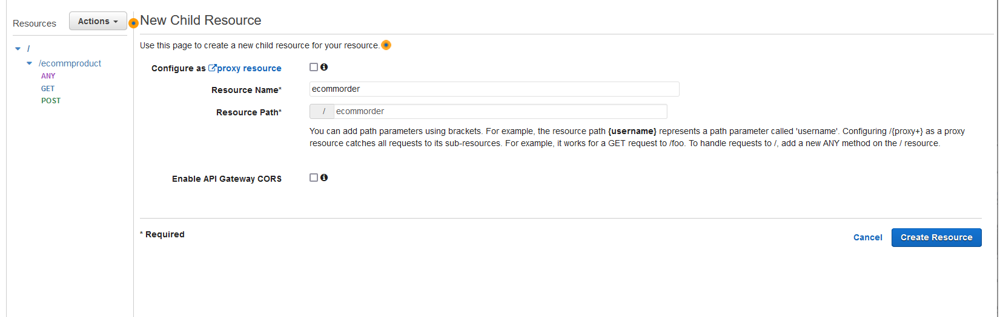 Resources
Actions
/
/ecommproduct
ANY
GET
POST
New Child Resource
Use this page to create a new child resource for your resource.
Configure as proxy resource
Resource Name* ecommorder
Resource Path* / ecommorder
You can add path parameters using brackets. For example, the resource path {username} represents a path parameter called 'username'. Configuring /{proxy+} as a proxy
resource catches all requests to its sub-resources. For example, it works for a GET request to /foo. To handle requests to /, add a new ANY method on the / resource.
Enable API Gateway CORS
* Required
Cancel Create Resource